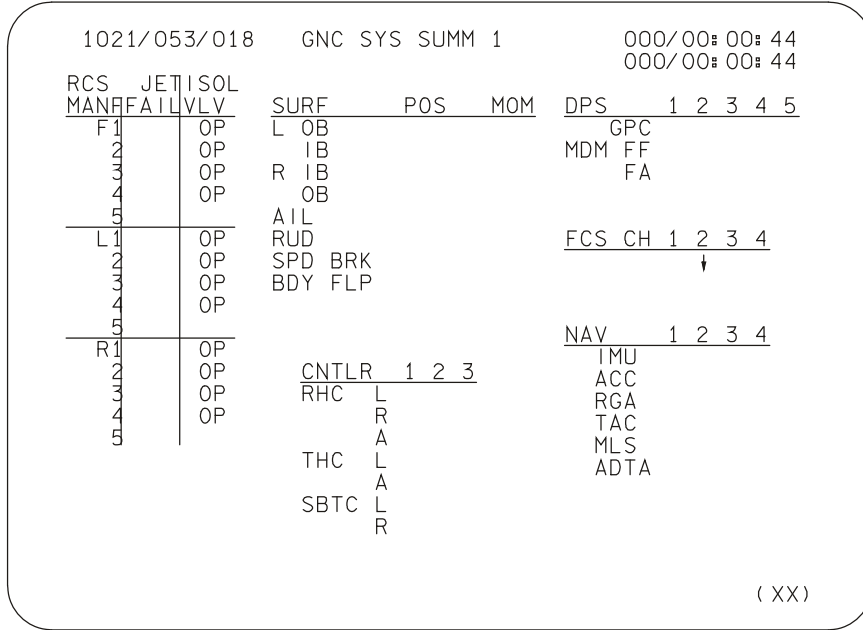 1021/053/018 GNC SYS SUMM 1 000/00:00:44
000/00:00:44
RCS JET ISOL
MANF FAIL VLV
F1 OP
2 OP
3 OP
4 OP
5
L1 OP
2 OP
3 OP
4 OP
5
R1 OP
2 OP
3 OP
4 OP
5
SURF POS MOM
L OB
IB
R IB
OB
AIL
RUD
SPD BRK
BDY FLP
CNTLR 1 2 3
RHC L
R
A
THC L
A
SBTC L
R
DPS 1 2 3 4 5
GPC
MDM FF
FA
FCS CH 1 2 3 4
↓
NAV 1 2 3 4
IMU
ACC
RGA
TAC
MLS
ADTA
(XX)